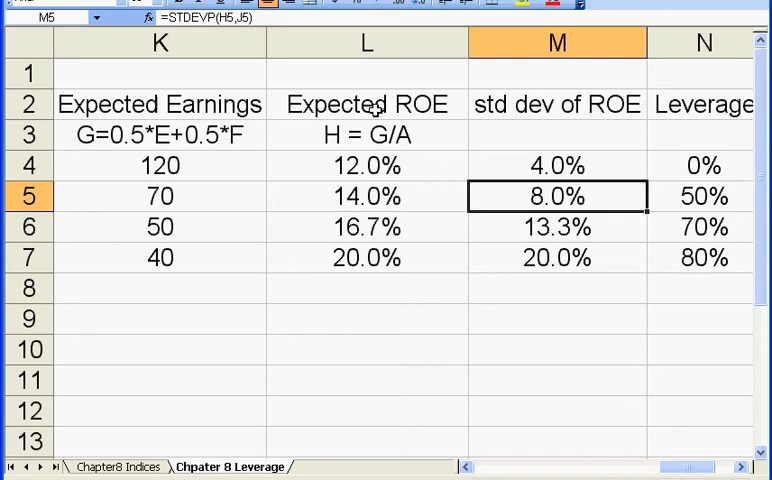 M5 fx =STDEVP(H5,J5)
K L M N
1
2 Expected Earnings Expected ROE std dev of ROE Leverage
3 G=0.5*E+0.5*F H = G/A
4 120 12.0% 4.0% 0%
5 70 14.0% 8.0% 50%
6 50 16.7% 13.3% 70%
7 40 20.0% 20.0% 80%
8
9
10
11
12
13
Chapter8 Indices Chpater 8 Leverage